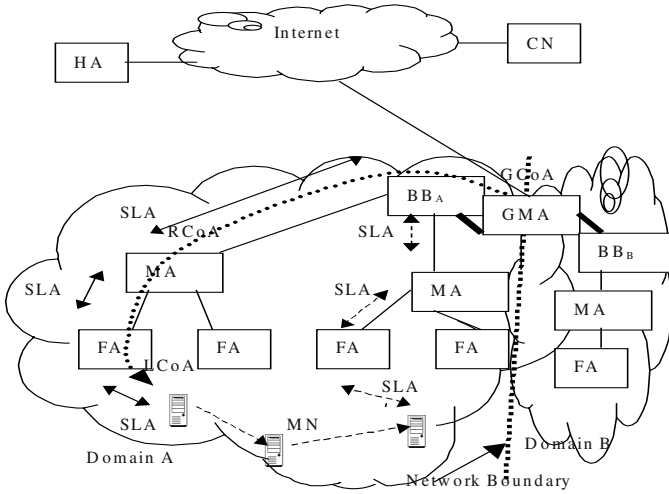 Internet
HA
CN
GCoA
BBA
GMA
SLA
RCoA
SLA
BBB
MA
SLA
SLA
MA
MA
FA
FA
FA
FA
FA
LCoA
SLA
SLA
MN
Domain A
Domain B
Network Boundary